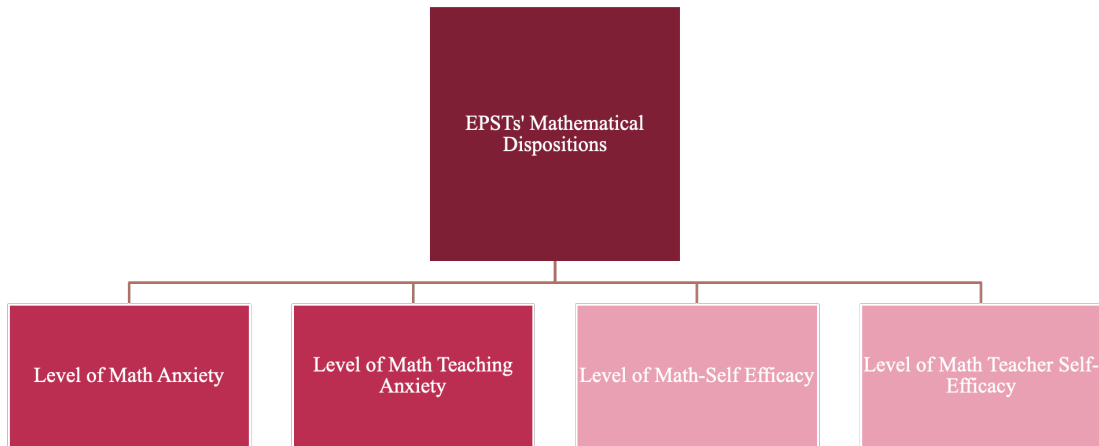 EPSTs' Mathematical
Dispositions
Level of Math Anxiety
Level of Math Teaching
Anxiety
Level of Math-Self Efficacy
Level of Math Teacher Self-
Efficacy